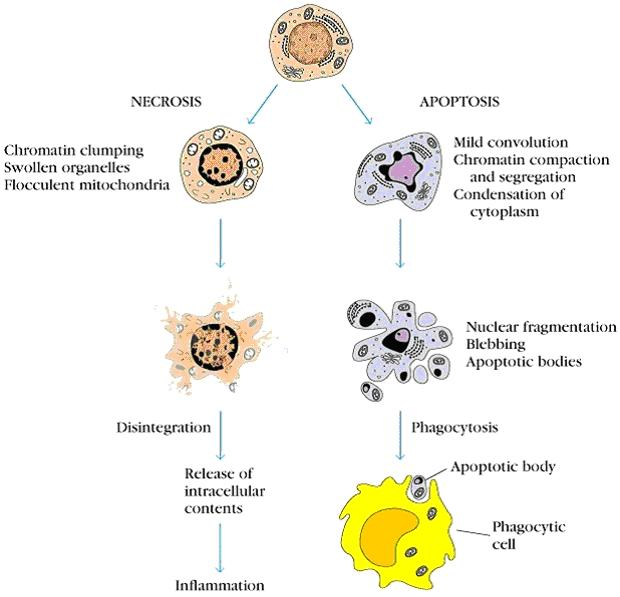 NECROSIS
APOPTOSIS
Chromatin clumping
Swollen organelles
Flocculent mitochondria
Mild convolution
Chromatin compaction
and segregation
Condensation of
cytoplasm
Nuclear fragmentation
Blebbing
Apoptotic bodies
Disintegration
Phagocytosis
Release of
intracellular
contents
Apoptotic body
Phagocytic
cell
Inflammation